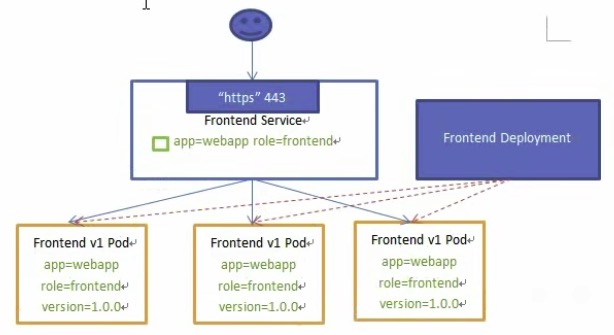 "https" 443
Frontend Service
app=webapp role=frontend
Frontend Deployment
Frontend v1 Pod
app=webapp
role=frontend
version=1.0.0
Frontend v1 Pod
app=webapp
role=frontend
version=1.0.0
Frontend v1 Pod
app=webapp
role=frontend
version=1.0.0